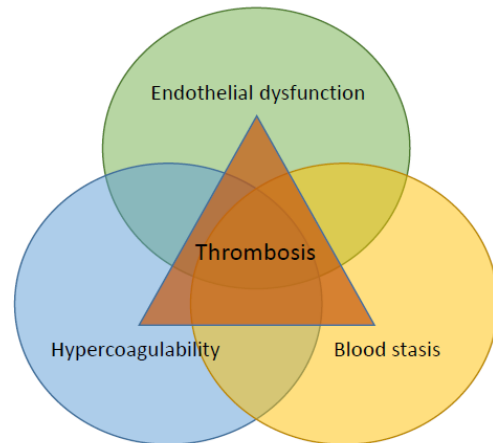 Endothelial dysfunction
Thrombosis
Hypercoagulability
Blood stasis